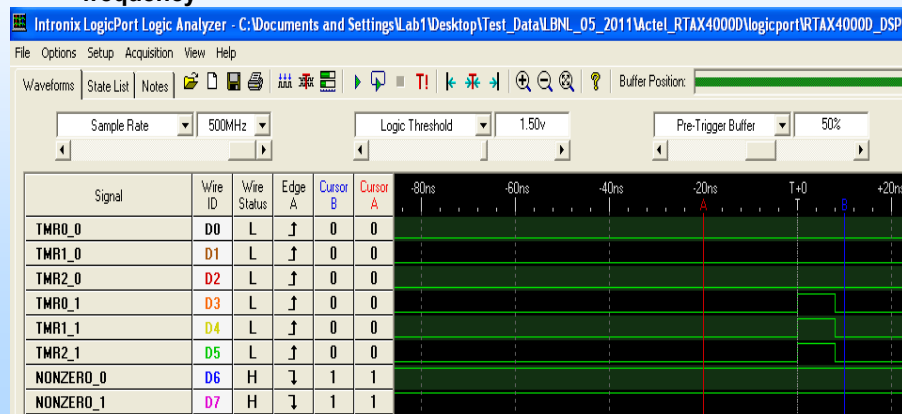 frequency
Intronix LogicPort Logic Analyzer - C:\Documents and Settings\Lab1\Desktop\Test_Data\LBNL_05_2011\Actel_RTAX4000D\logicport\RTAX4000D_DSP
File Options Setup Acquisition View Help
Waveforms State List Notes T! Buffer Position:
Sample Rate 500MHz Logic Threshold 1.50v Pre-Trigger Buffer 50%
Signal Wire ID Wire Status Edge A Cursor B Cursor A -80ns -60ns -40ns -20ns T+0 +20ns
A T B
TMR0_0 D0 L 0 0
TMR1_0 D1 L 0 0
TMR2_0 D2 L 0 0
TMR0_1 D3 L 0 0
TMR1_1 D4 L 0 0
TMR2_1 D5 L 0 0
NONZERO_0 D6 H 1 1
NONZERO_1 D7 H 1 1